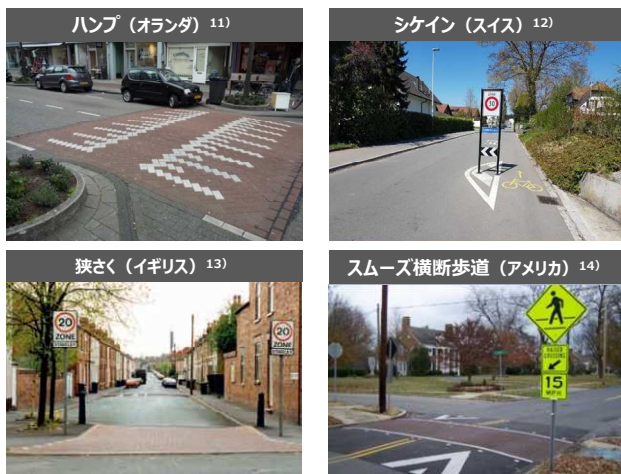 ハンプ（オランダ）11）
シケイン（スイス）12）
30
狭さく（イギリス）13）
20
ZONE
20
ZONE
スムーズ横断歩道（アメリカ）14）
RAISED
CROSSING
15
M.P.H.